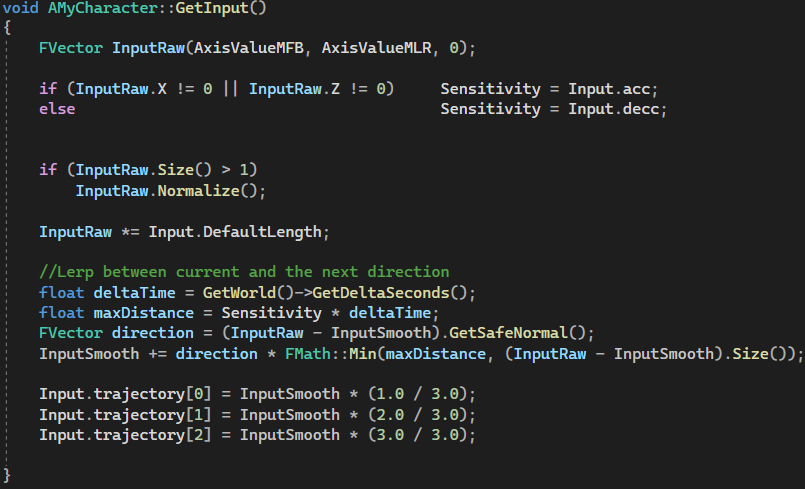 void AMyCharacter::GetInput()
{
    FVector InputRaw(AxisValueMFB, AxisValueMLR, 0);
    if (InputRaw.X != 0 || InputRaw.Z != 0)     Sensitivity = Input.acc;
    else                                        Sensitivity = Input.decc;
    if (InputRaw.Size() > 1)
        InputRaw.Normalize();
    InputRaw *= Input.DefaultLength;
    //Lerp between current and the next direction
    float deltaTime = GetWorld()->GetDeltaSeconds();
    float maxDistance = Sensitivity * deltaTime;
    FVector direction = (InputRaw - InputSmooth).GetSafeNormal();
    InputSmooth += direction * FMath::Min(maxDistance, (InputRaw - InputSmooth).Size());
    Input.trajectory[0] = InputSmooth * (1.0 / 3.0);
    Input.trajectory[1] = InputSmooth * (2.0 / 3.0);
    Input.trajectory[2] = InputSmooth * (3.0 / 3.0);
}